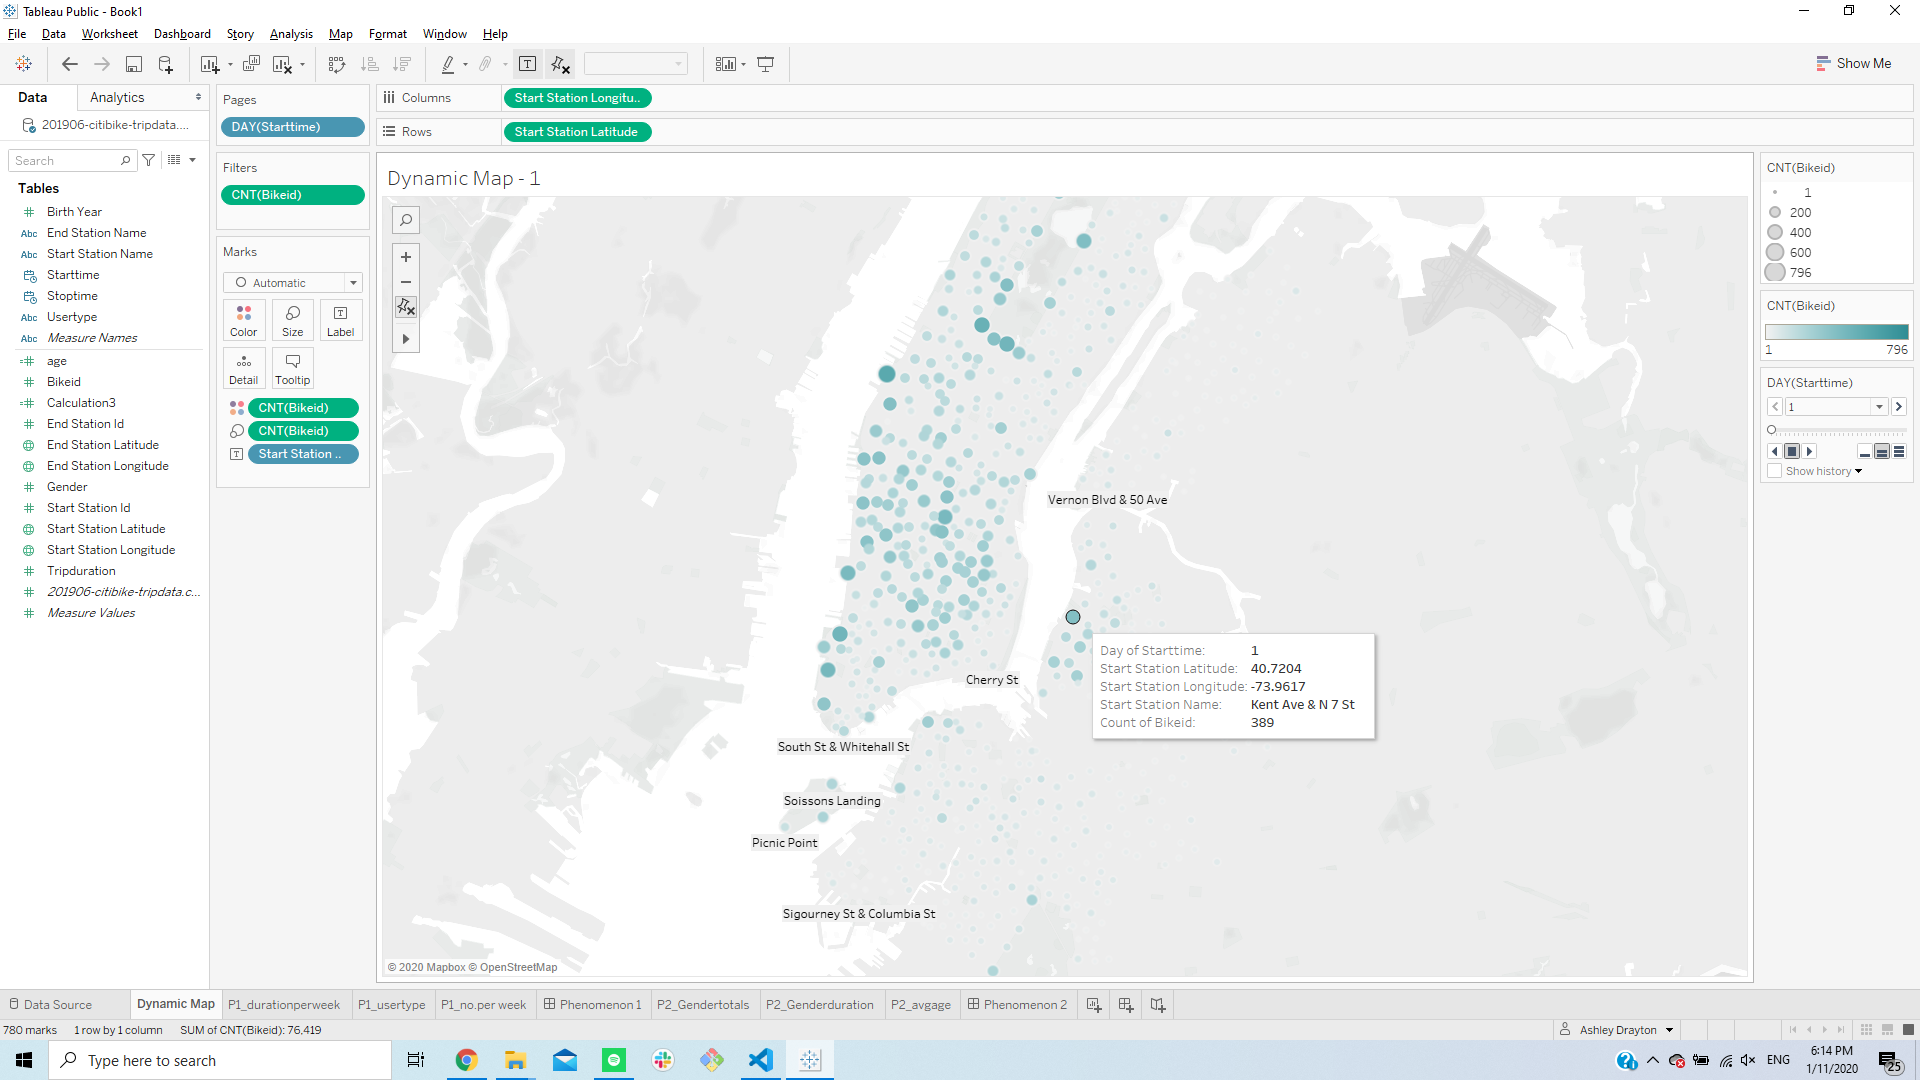 Tableau Public - Book1
File Data Worksheet Dashboard Story Analysis Map Format Window Help
Show Me
Data Analytics
201906-citibike-tripdata....
Search
Tables
Birth Year
Abc End Station Name
Abc Start Station Name
Starttime
Stoptime
Abc Usertype
Abc Measure Names
age
Bikeid
Calculation3
End Station Id
End Station Latitude
End Station Longitude
Gender
Start Station Id
Start Station Latitude
Start Station Longitude
Tripduration
201906-citibike-tripdata.c...
Measure Values
Pages
DAY(Starttime)
Filters
CNT(Bikeid)
Marks
Automatic
Color Size Label
Detail Tooltip
CNT(Bikeid)
CNT(Bikeid)
Start Station ..
Columns Start Station Longitu..
Rows Start Station Latitude
Dynamic Map - 1
Vernon Blvd & 50 Ave
Day of Starttime: 1
Start Station Latitude: 40.7204
Start Station Longitude: -73.9617
Start Station Name: Kent Ave & N 7 St
Count of Bikeid: 389
Cherry St
South St & Whitehall St
Soissons Landing
Picnic Point
Sigourney St & Columbia St
© 2020 Mapbox © OpenStreetMap
CNT(Bikeid)
1
200
400
600
796
CNT(Bikeid)
1 796
DAY(Starttime)
1
Show history
Data Source Dynamic Map P1_durationperweek P1_usertype P1_no.per week Phenomenon 1 P2_Gendertotals P2_Genderduration P2_avgage Phenomenon 2
780 marks 1 row by 1 column SUM of CNT(Bikeid): 76,419
Ashley Drayton
Type here to search
ENG
6:14 PM
1/11/2020
25